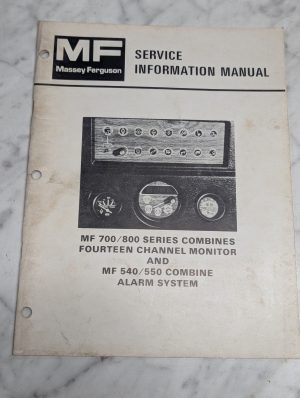 MF
Massey Ferguson
SERVICE
INFORMATION MANUAL
MF 700/800 SERIES COMBINES
FOURTEEN CHANNEL MONITOR
AND
MF 540/550 COMBINE
ALARM SYSTEM